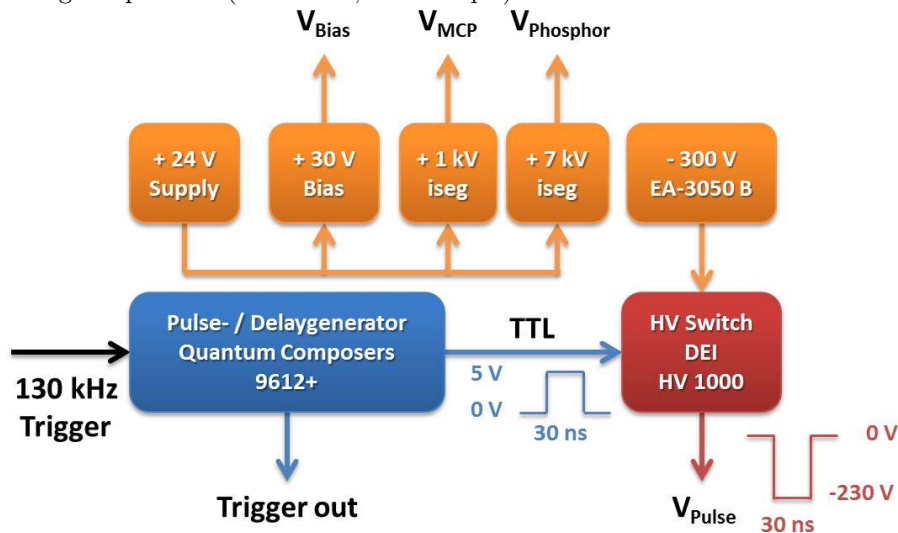 V_Bias V_MCP V_Phosphor
+ 24 V
Supply
+ 30 V
Bias
+ 1 kV
iseg
+ 7 kV
iseg
- 300 V
EA-3050 B
130 kHz
Trigger
Pulse- / Delaygenerator
Quantum Composers
9612+
TTL
5 V
0 V
30 ns
HV Switch
DEI
HV 1000
Trigger out
V_Pulse
0 V
-230 V
30 ns